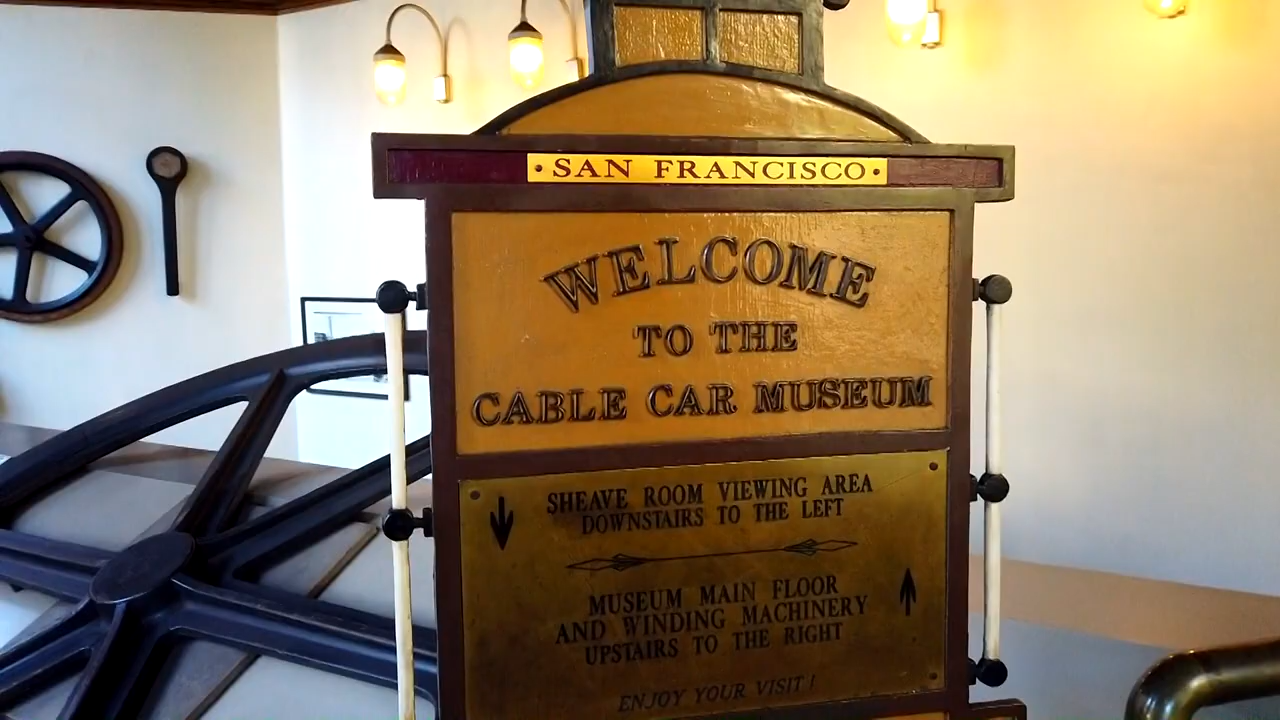 SAN FRANCISCO
WELCOME
TO THE
CABLE CAR MUSEUM
SHEAVE ROOM VIEWING AREA
DOWNSTAIRS TO THE LEFT
MUSEUM MAIN FLOOR
AND WINDING MACHINERY
UPSTAIRS TO THE RIGHT
ENJOY YOUR VISIT!